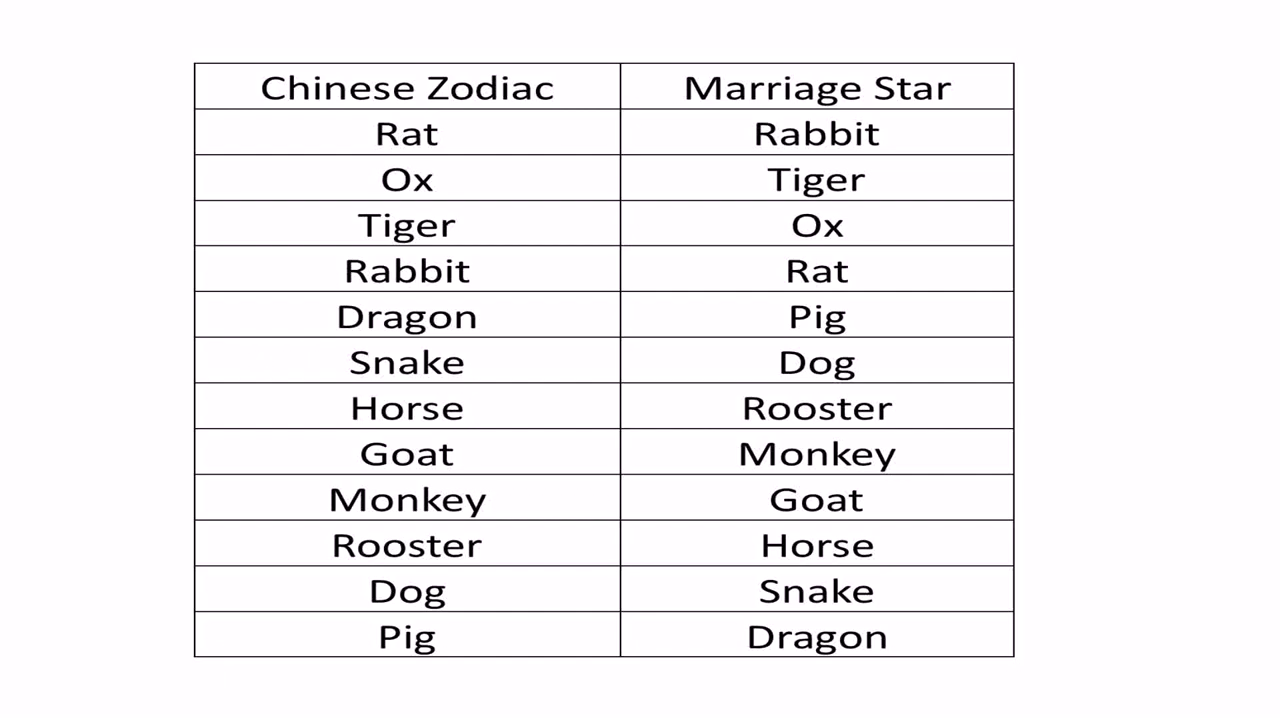 Chinese Zodiac Marriage Star
Rat Rabbit
Ox Tiger
Tiger Ox
Rabbit Rat
Dragon Pig
Snake Dog
Horse Rooster
Goat Monkey
Monkey Goat
Rooster Horse
Dog Snake
Pig Dragon